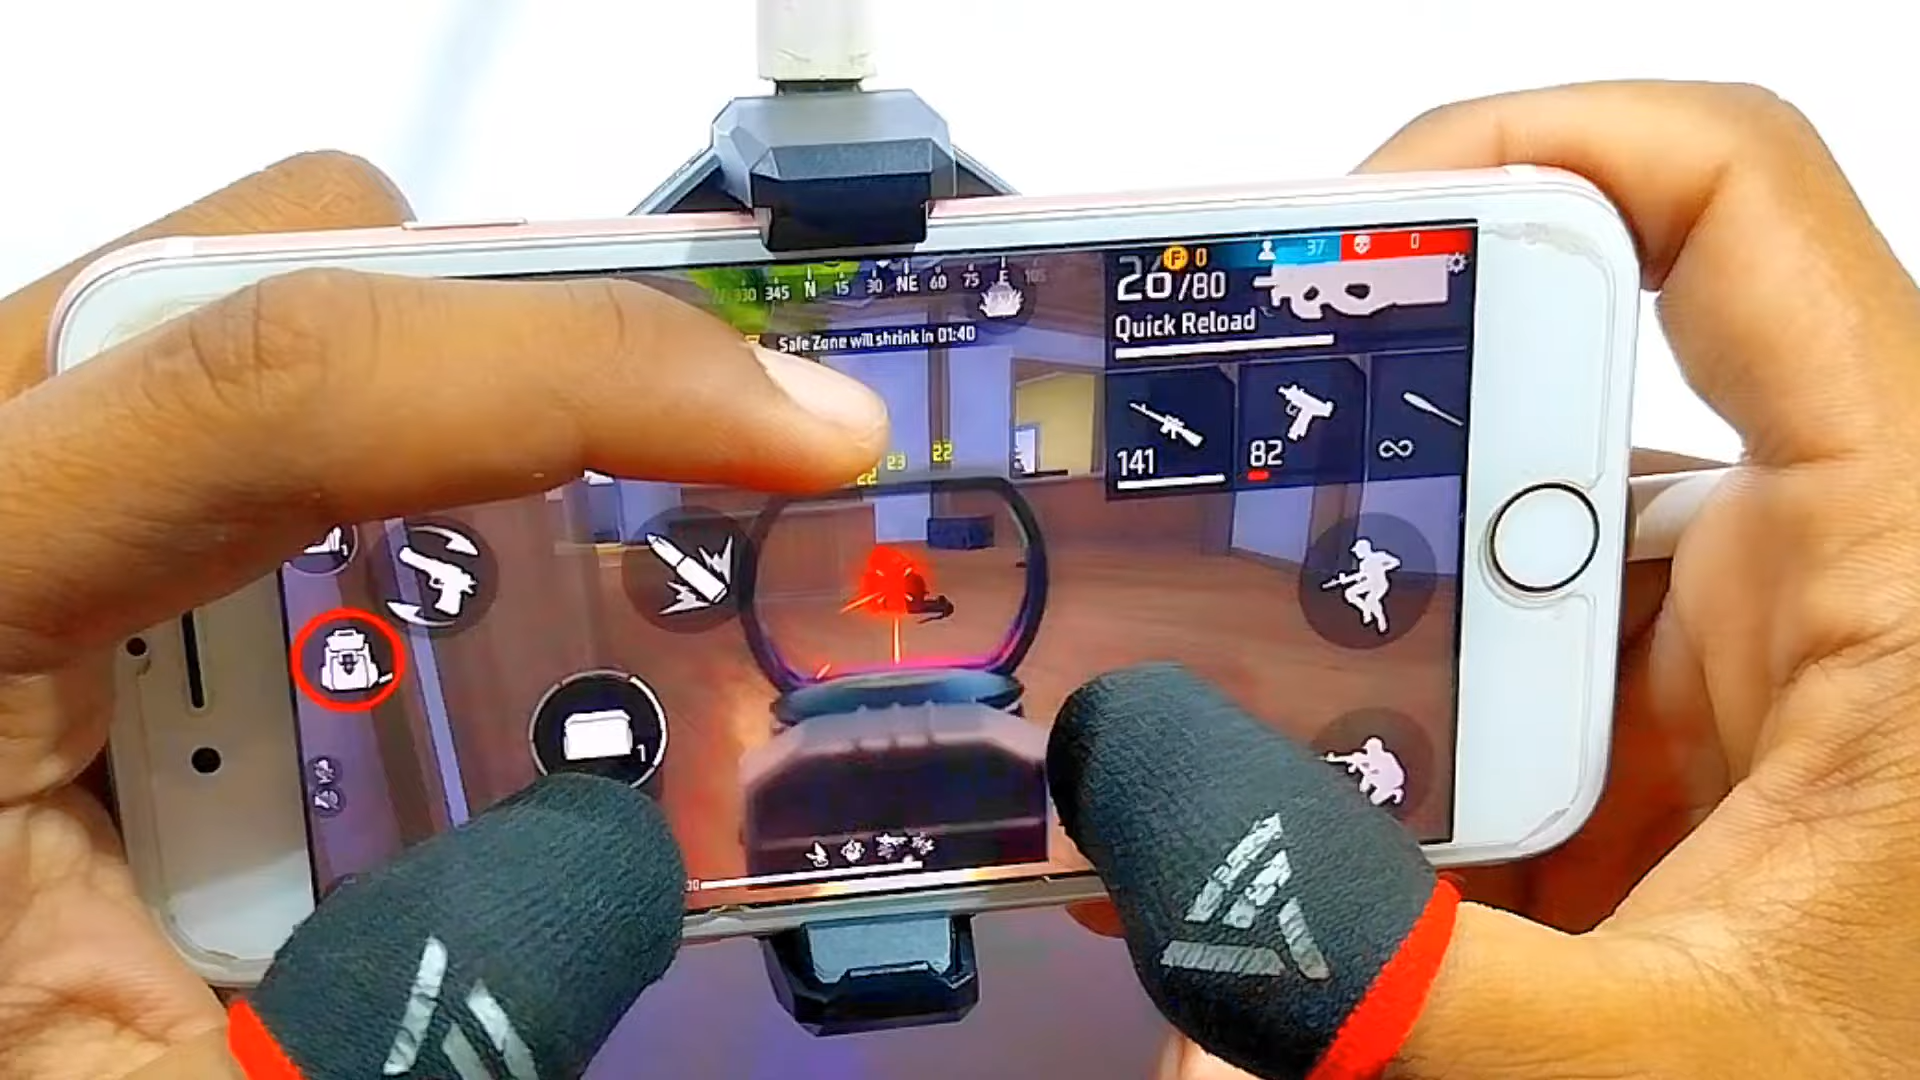 0 37 0
330 345 N 15 30 NE 60 75 E 105
26/80
Quick Reload
Safe Zone will shrink in 01:40
141 82 ∞
22 23 22
1
30